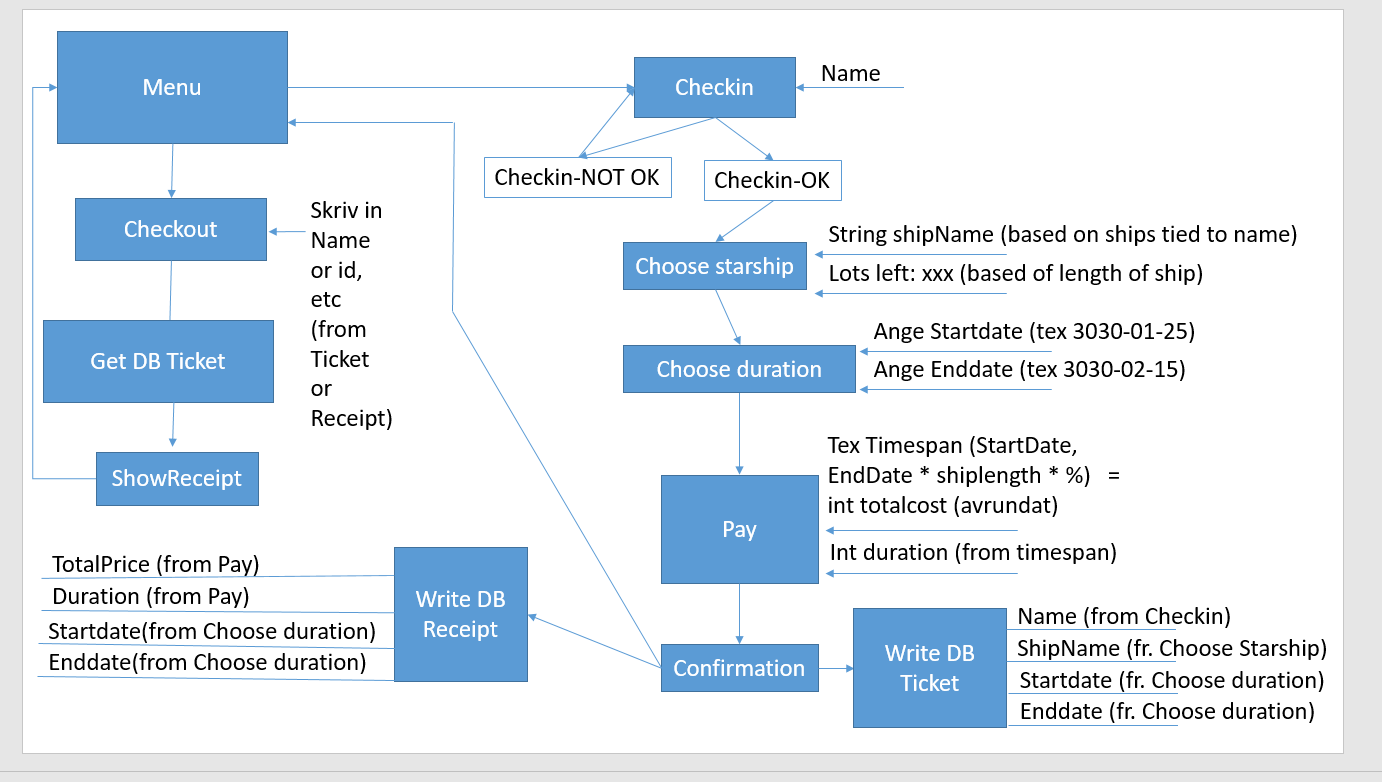 Menu
Checkin
Name
Checkin-NOT OK
Checkin-OK
Checkout
Skriv in
Name
or id,
etc
(from
Ticket
or
Receipt)
Choose starship
String shipName (based on ships tied to name)
Lots left: xxx (based of length of ship)
Get DB Ticket
Choose duration
Ange Startdate (tex 3030-01-25)
Ange Enddate (tex 3030-02-15)
ShowReceipt
Pay
Tex Timespan (StartDate,
EndDate * shiplength * %) =
int totalcost (avrundat)
Int duration (from timespan)
TotalPrice (from Pay)
Duration (from Pay)
Startdate(from Choose duration)
Enddate(from Choose duration)
Write DB
Receipt
Confirmation
Write DB
Ticket
Name (from Checkin)
ShipName (fr. Choose Starship)
Startdate (fr. Choose duration)
Enddate (fr. Choose duration)